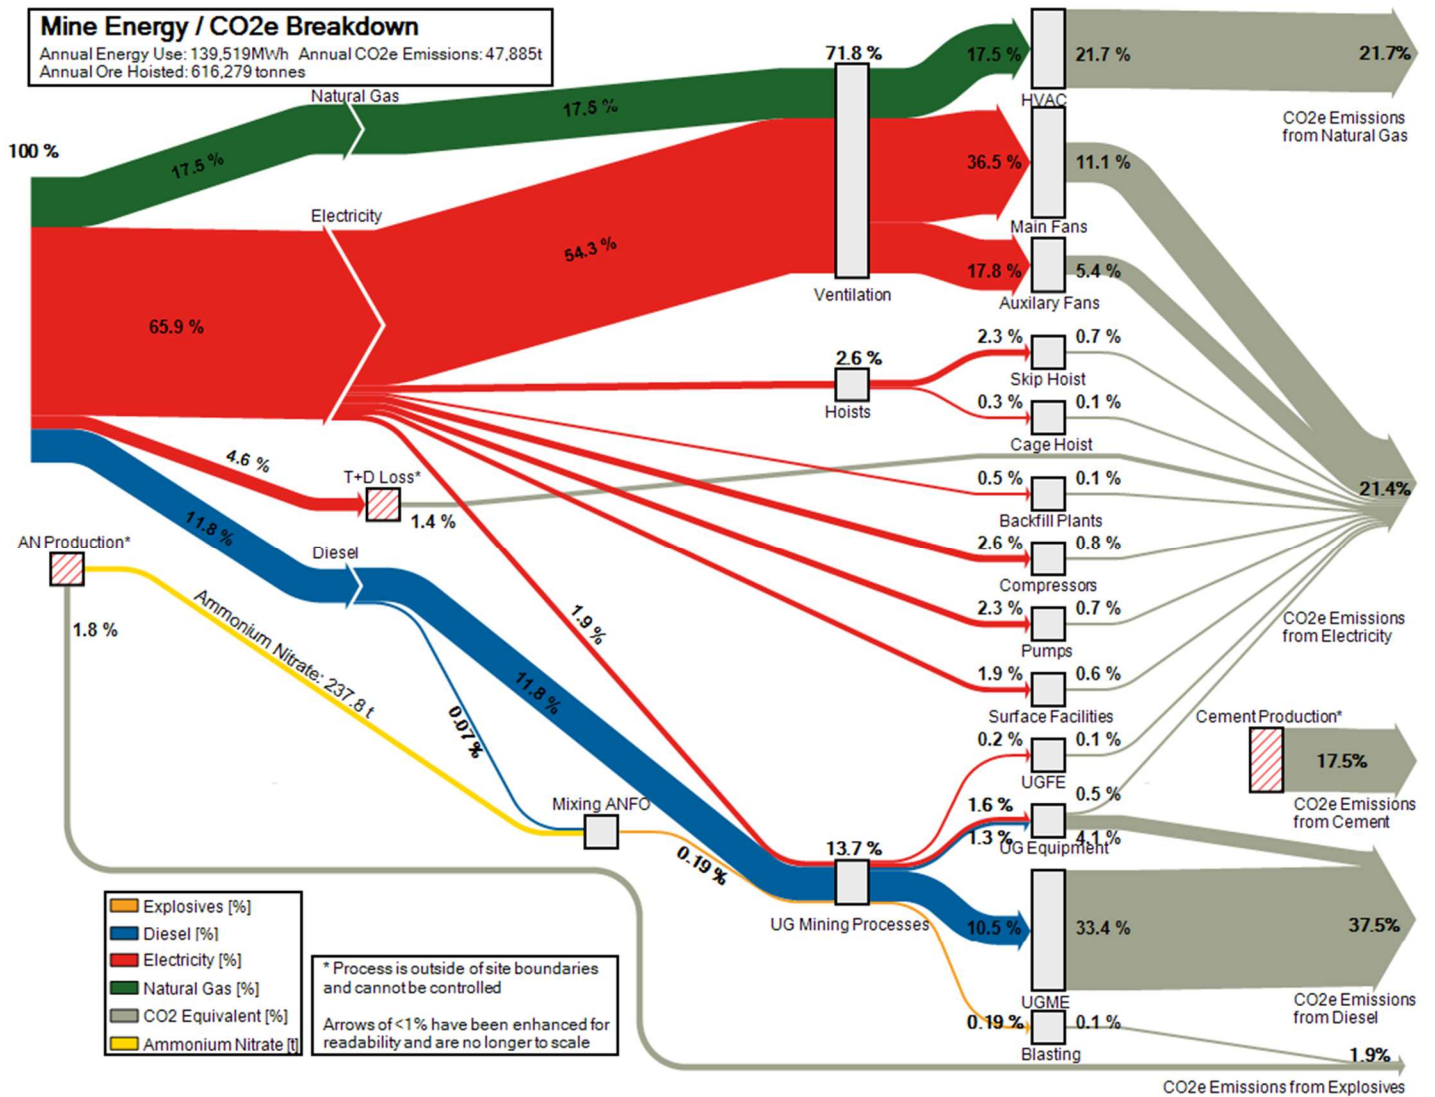 Mine Energy / CO2e Breakdown
Annual Energy Use: 139,519MWh Annual CO2e Emissions: 47,885t
Annual Ore Hoisted: 616,279 tonnes
100 %
Natural Gas
17.5 %
17.5 %
71.8 %
17.5 %
HVAC
21.7 %
21.7%
CO2e Emissions
from Natural Gas
Electricity
65.9 %
54.3 %
Ventilation
36.5 %
Main Fans
11.1 %
17.8 %
Auxilary Fans
5.4 %
2.6 %
Hoists
2.3 %
Skip Hoist
0.7 %
0.3 %
Cage Hoist
0.1 %
4.6 %
T+D Loss*
1.4 %
0.5 %
Backfill Plants
0.1 %
21.4%
2.6 %
Compressors
0.8 %
2.3 %
Pumps
0.7 %
CO2e Emissions
from Electricity
1.9 %
Surface Facilities
0.6 %
AN Production*
1.8 %
11.8 %
Diesel
Ammonium Nitrate: 237.8 t
1.9 %
11.8 %
0.07 %
Mixing ANFO
0.19 %
13.7 %
UG Mining Processes
0.2 %
UGFE
0.1 %
Cement Production*
17.5%
CO2e Emissions
from Cement
1.6 %
1.3 %
UG Equipment
0.5 %
4.1 %
10.5 %
UGME
33.4 %
37.5%
CO2e Emissions
from Diesel
0.19 %
Blasting
0.1 %
1.9%
CO2e Emissions from Explosives
Explosives [%]
Diesel [%]
Electricity [%]
Natural Gas [%]
CO2 Equivalent [%]
Ammonium Nitrate [t]
* Process is outside of site boundaries
and cannot be controlled
Arrows of <1% have been enhanced for
readability and are no longer to scale